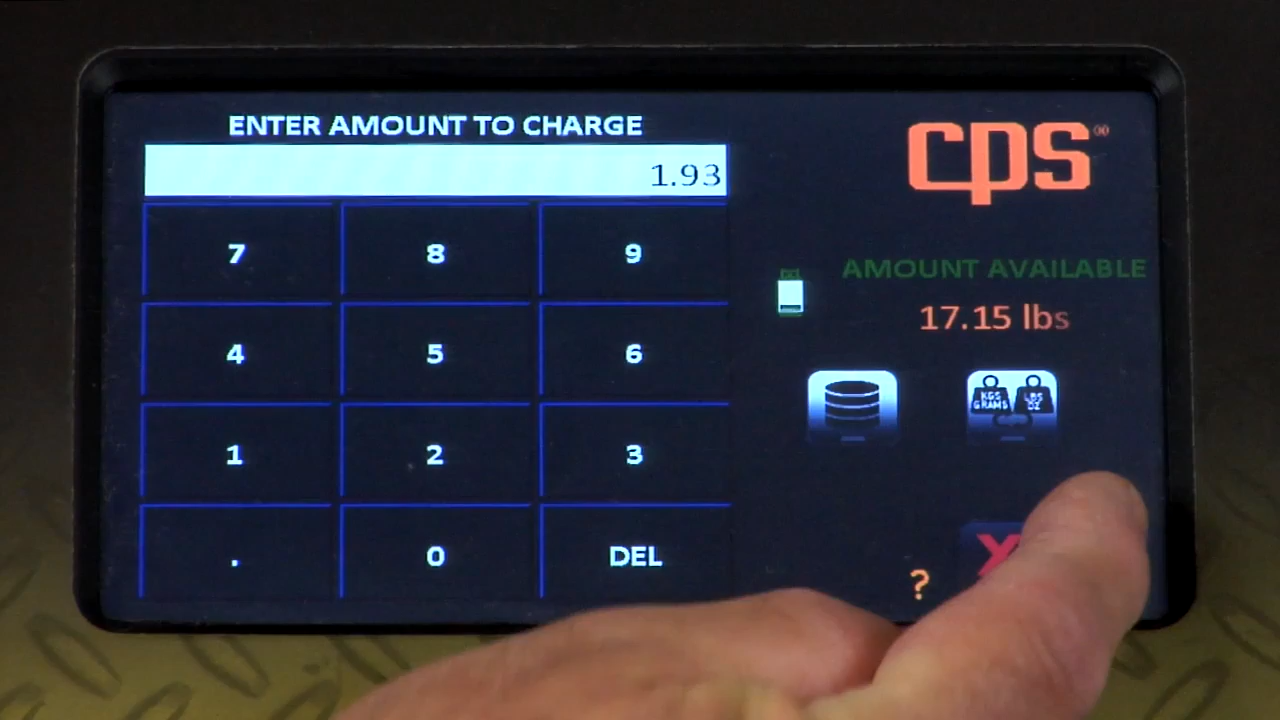 ENTER AMOUNT TO CHARGE
1.93
7 8 9
4 5 6
1 2 3
. 0 DEL
cps
AMOUNT AVAILABLE
17.15 lbs
KGS GRAMS
LBS OZ
X
?